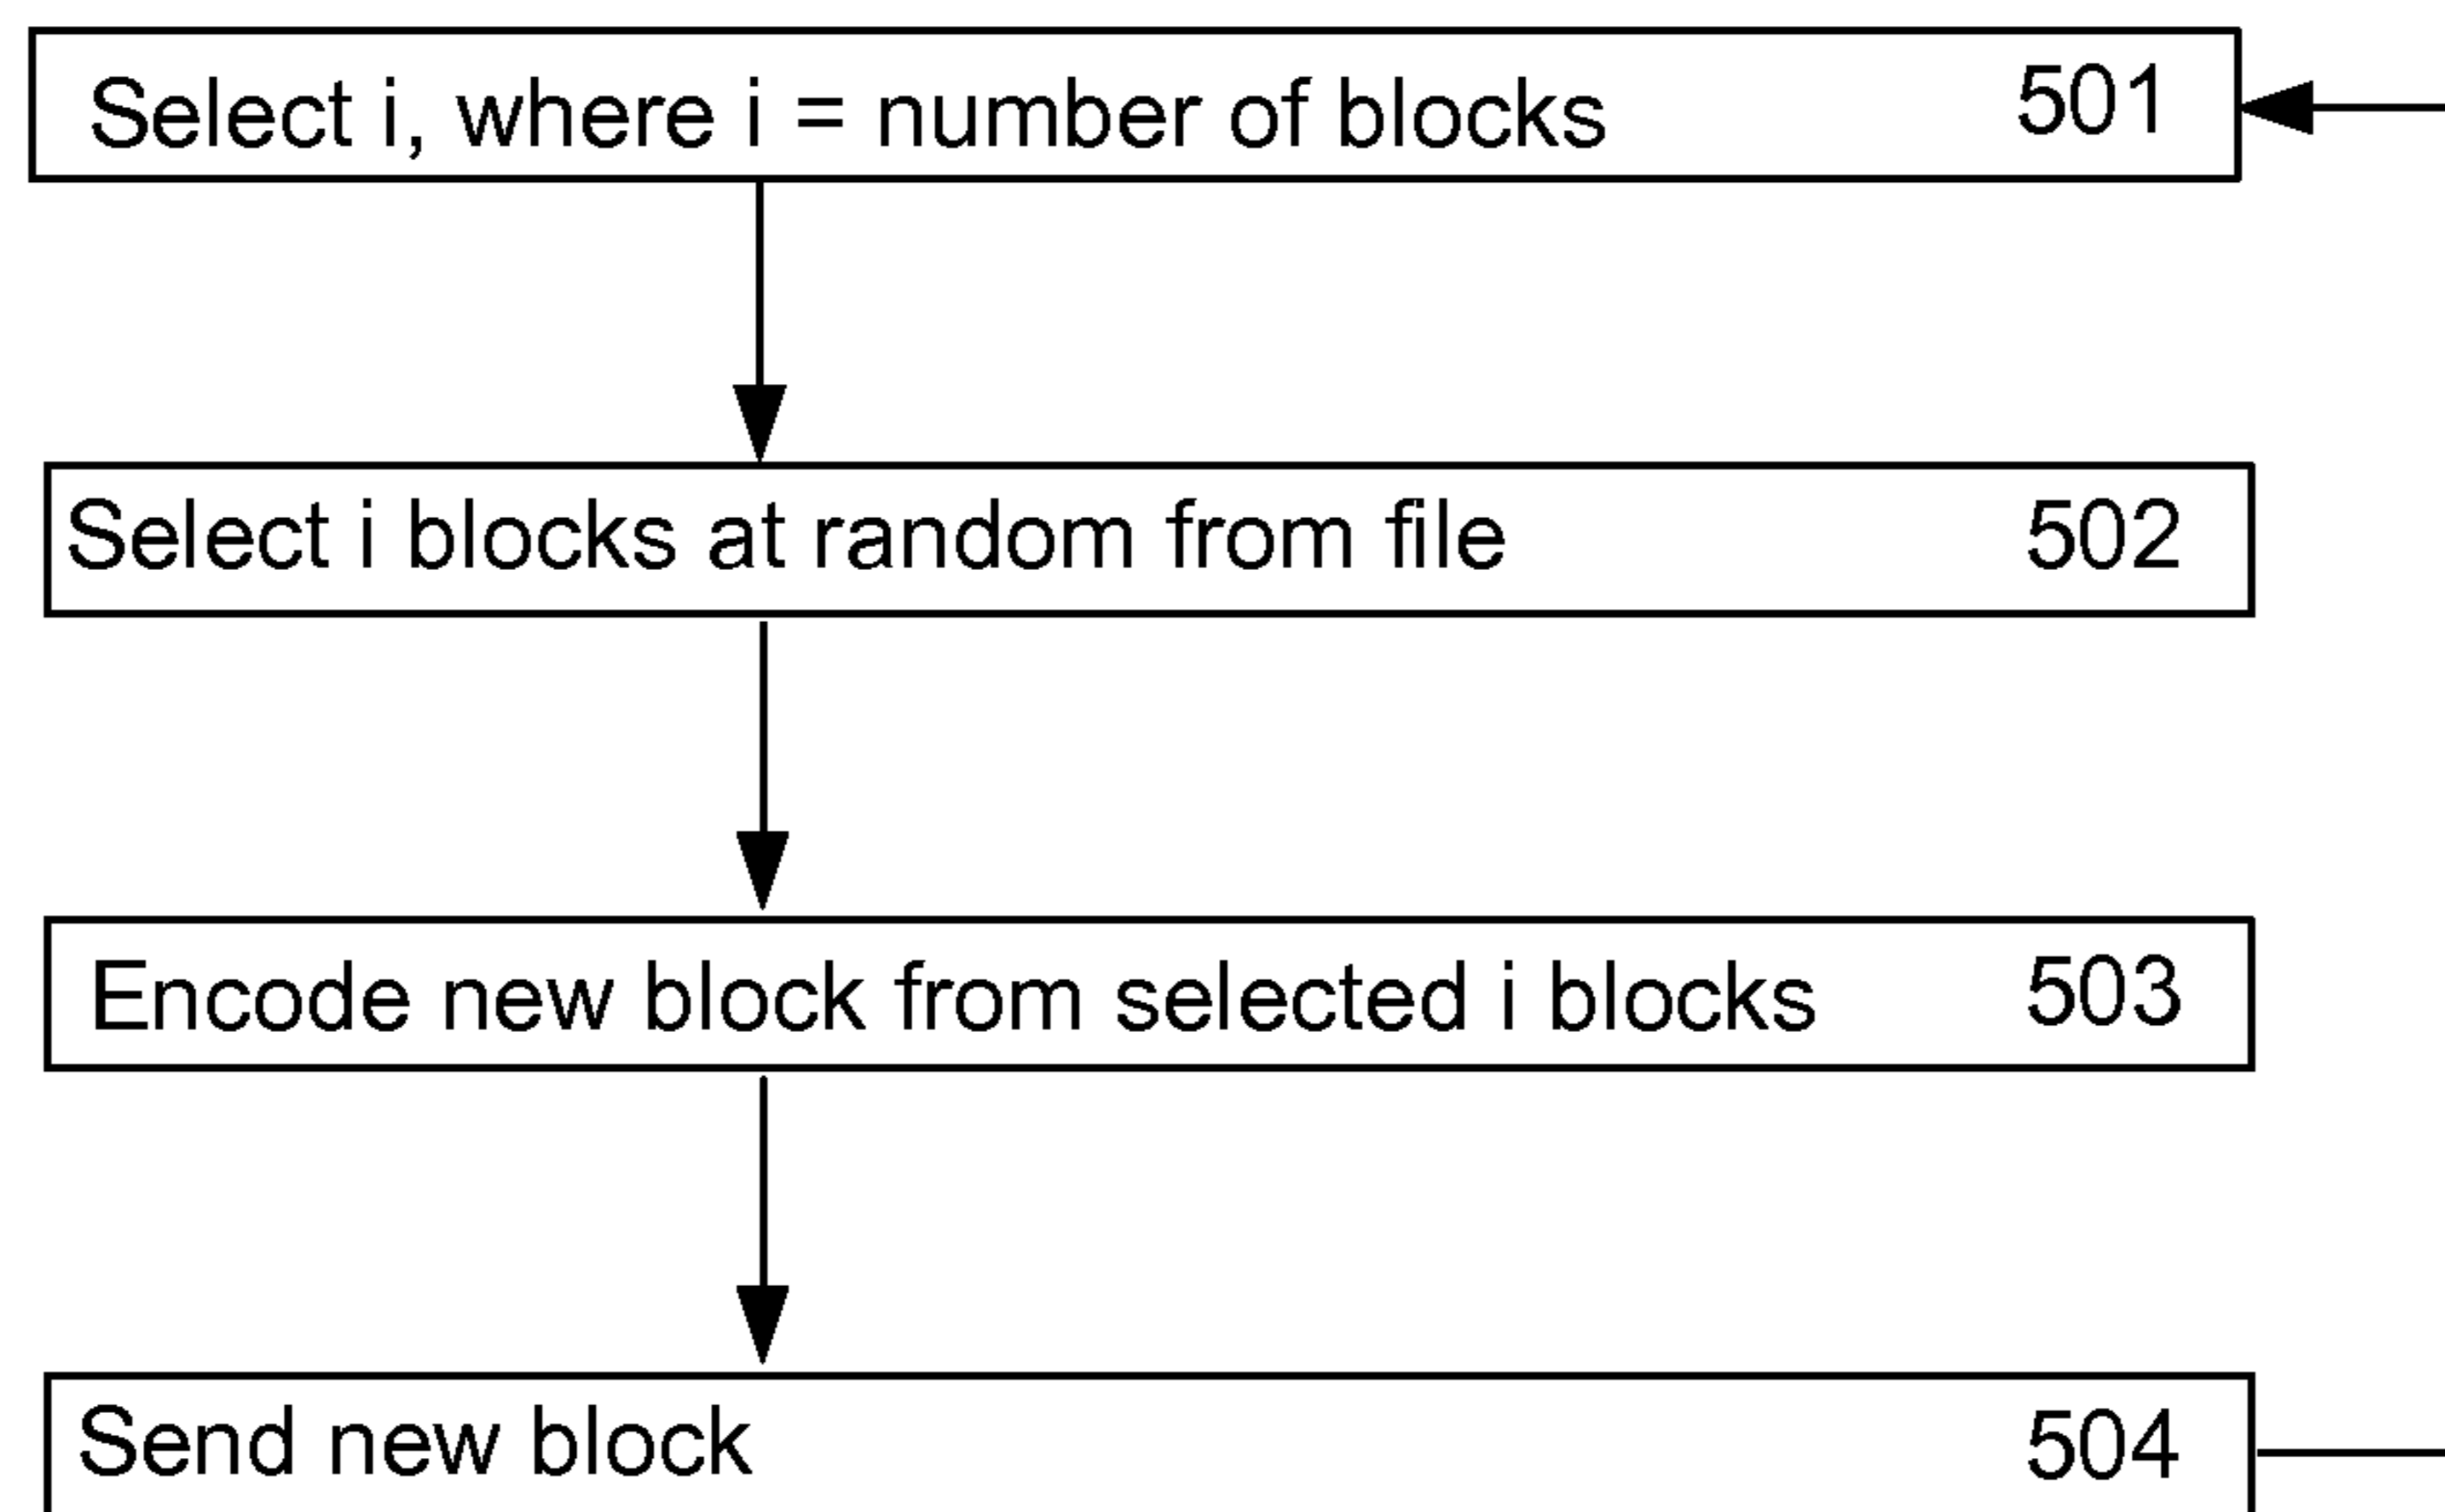 Select i, where i = number of blocks 501
Select i blocks at random from file 502
Encode new block from selected i blocks 503
Send new block 504